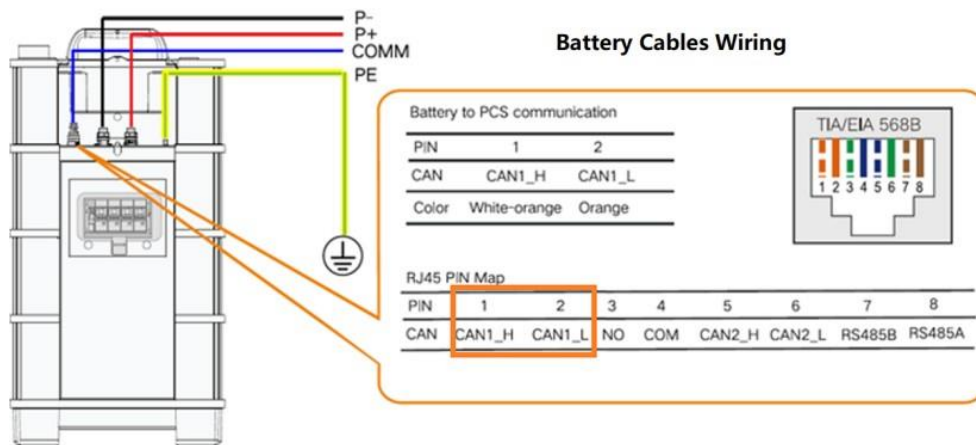 P-
P+
COMM
PE
Battery Cables Wiring
Battery to PCS communication
PIN 1 2
CAN CAN1_H CAN1_L
Color White-orange Orange
TIA/EIA 568B
1 2 3 4 5 6 7 8
RJ45 PIN Map
PIN 1 2 3 4 5 6 7 8
CAN CAN1_H CAN1_L NO COM CAN2_H CAN2_L RS485B RS485A